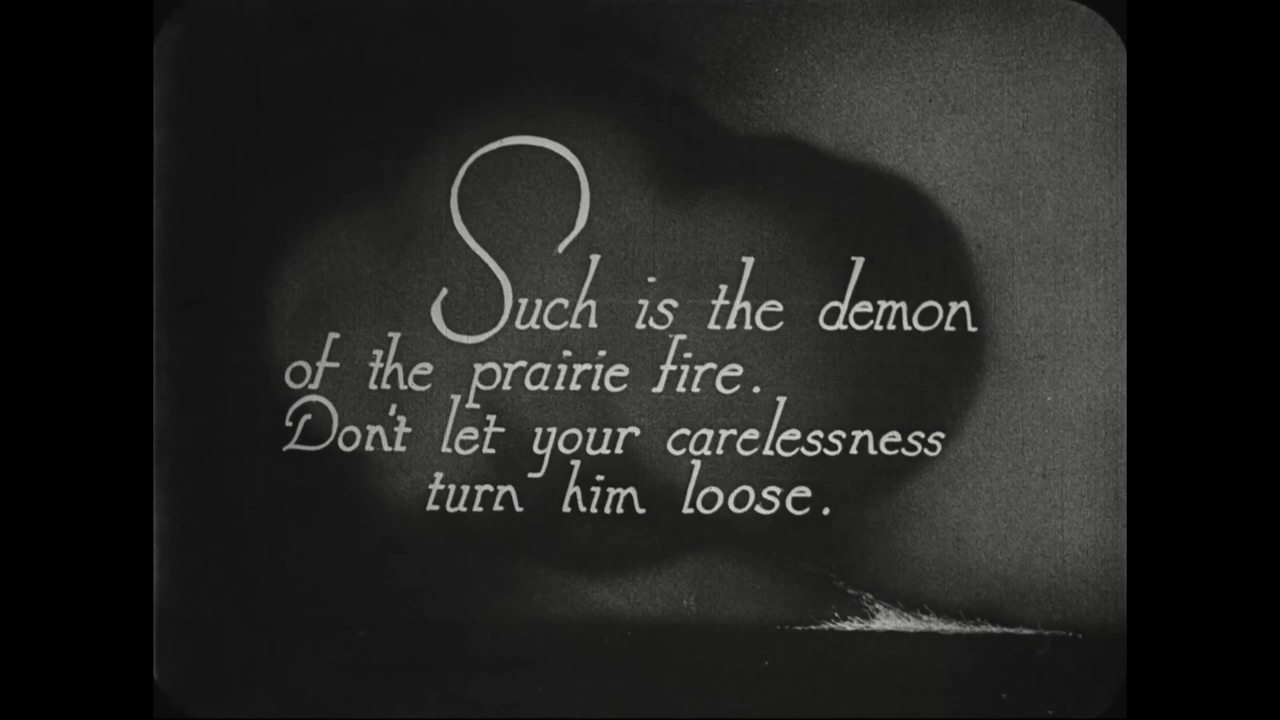 Such is the demon
of the prairie fire.
Don't let your carelessness
turn him loose.